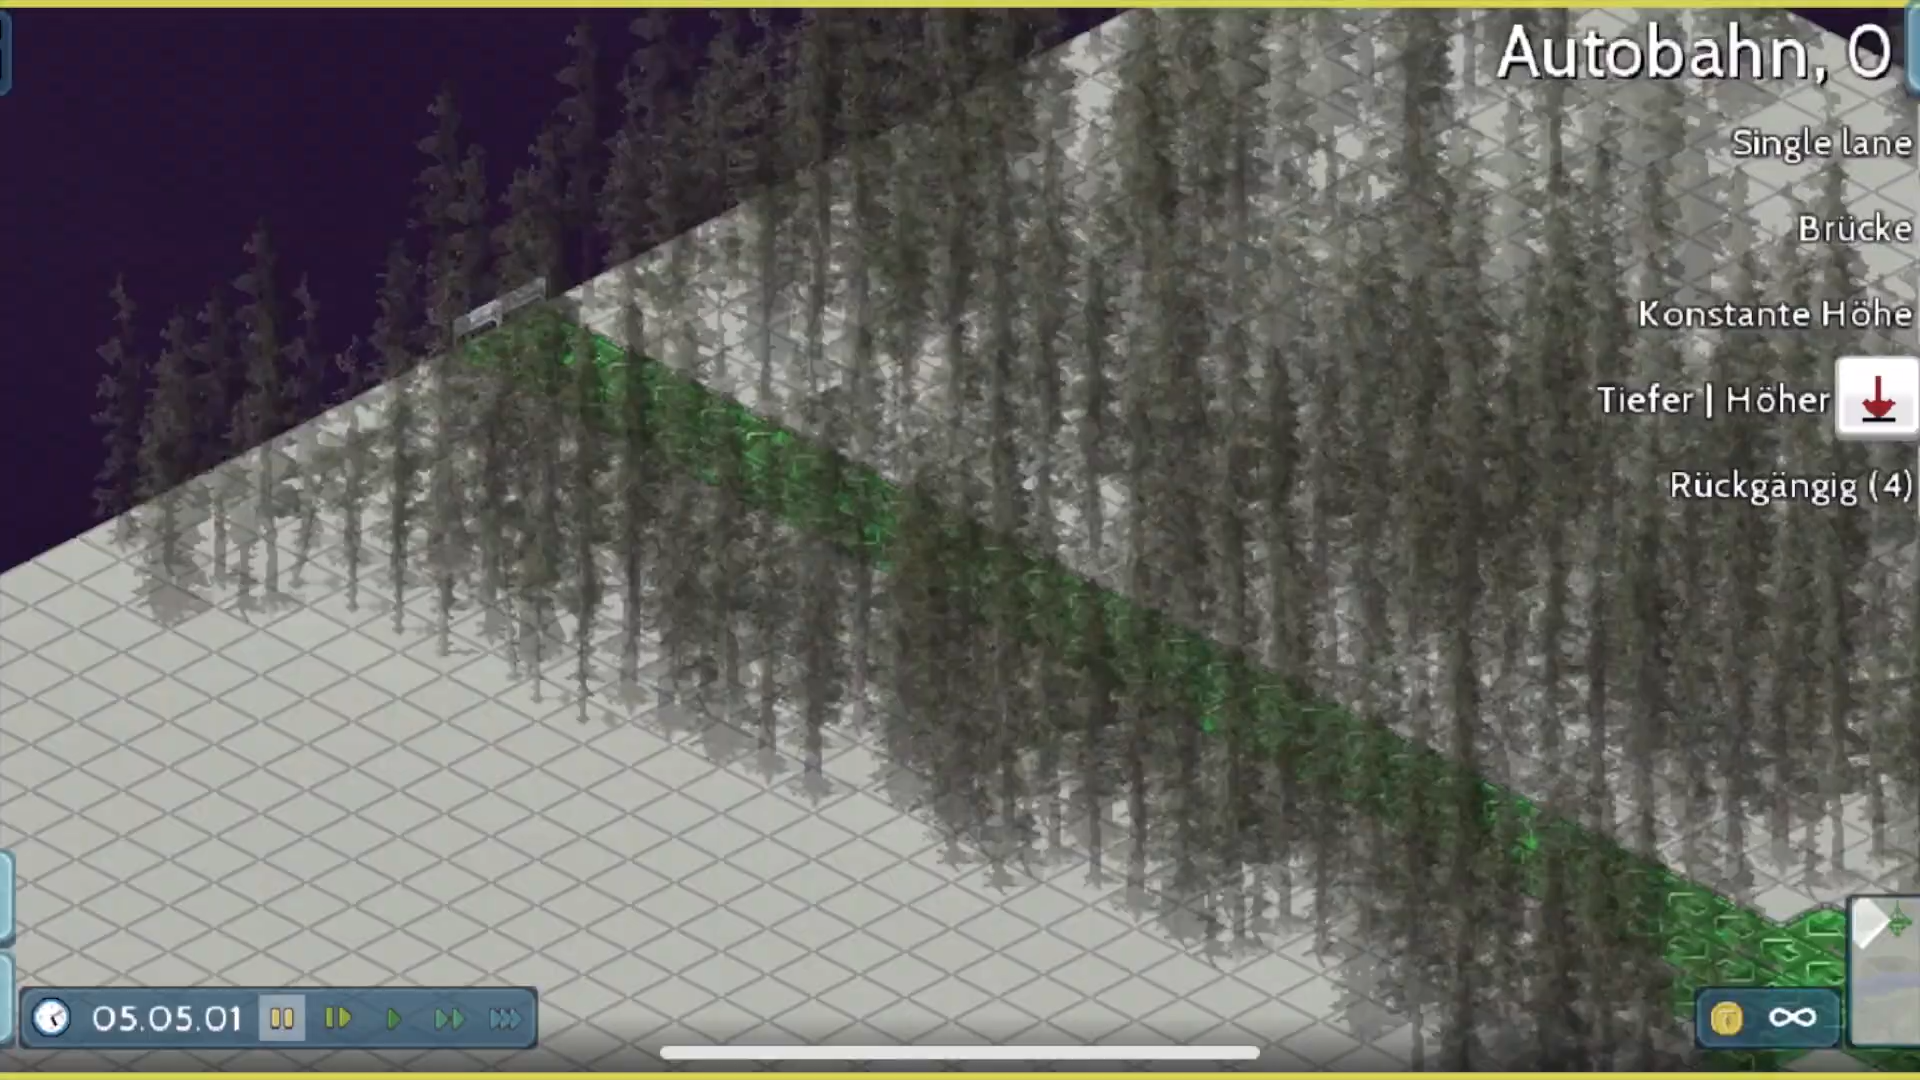 Autobahn, 0
Single lane
Brücke
Konstante Höhe
Tiefer | Höher
Rückgängig (4)
05.05.01
∞